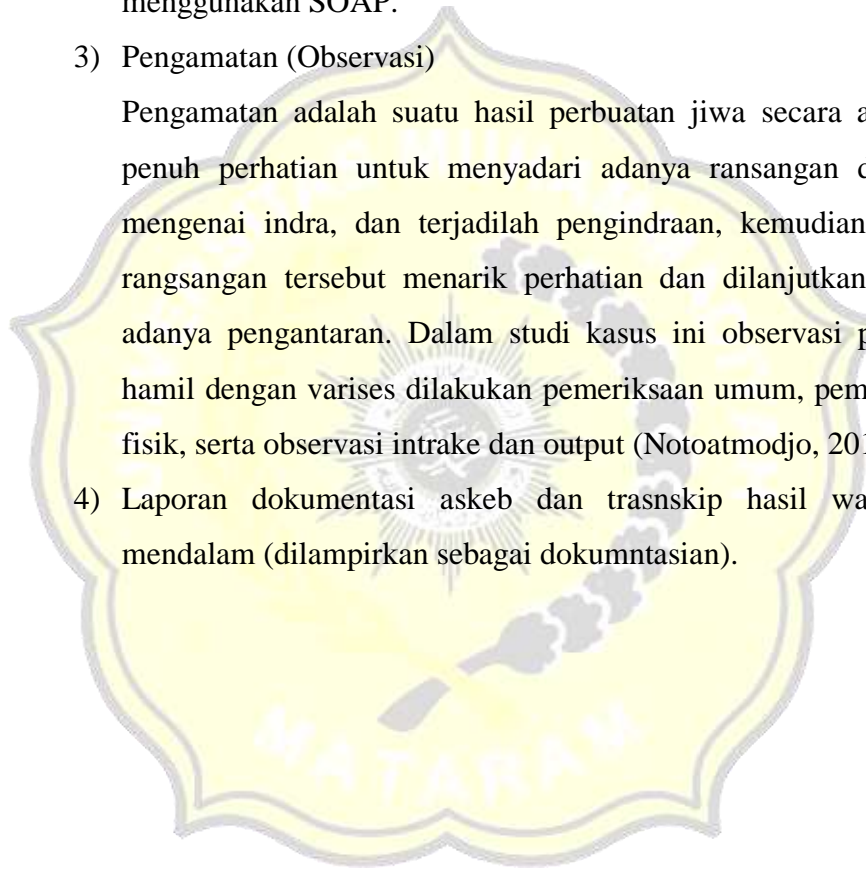 menggunakan SOAP.
3) Pengamatan (Observasi)
Pengamatan adalah suatu hasil perbuatan jiwa secara
penuh perhatian untuk menyadari adanya ransangan
mengenai indra, dan terjadilah pengindraan, kemudian
rangsangan tersebut menarik perhatian dan dilanjutkan
adanya pengantaran. Dalam studi kasus ini observasi
hamil dengan varises dilakukan pemeriksaan umum,
fisik, serta observasi intrake dan output (Notoatmodjo,
4) Laporan dokumentasi askeb dan trasnskip hasil
mendalam (dilampirkan sebagai dokumntasian).
MATARAM